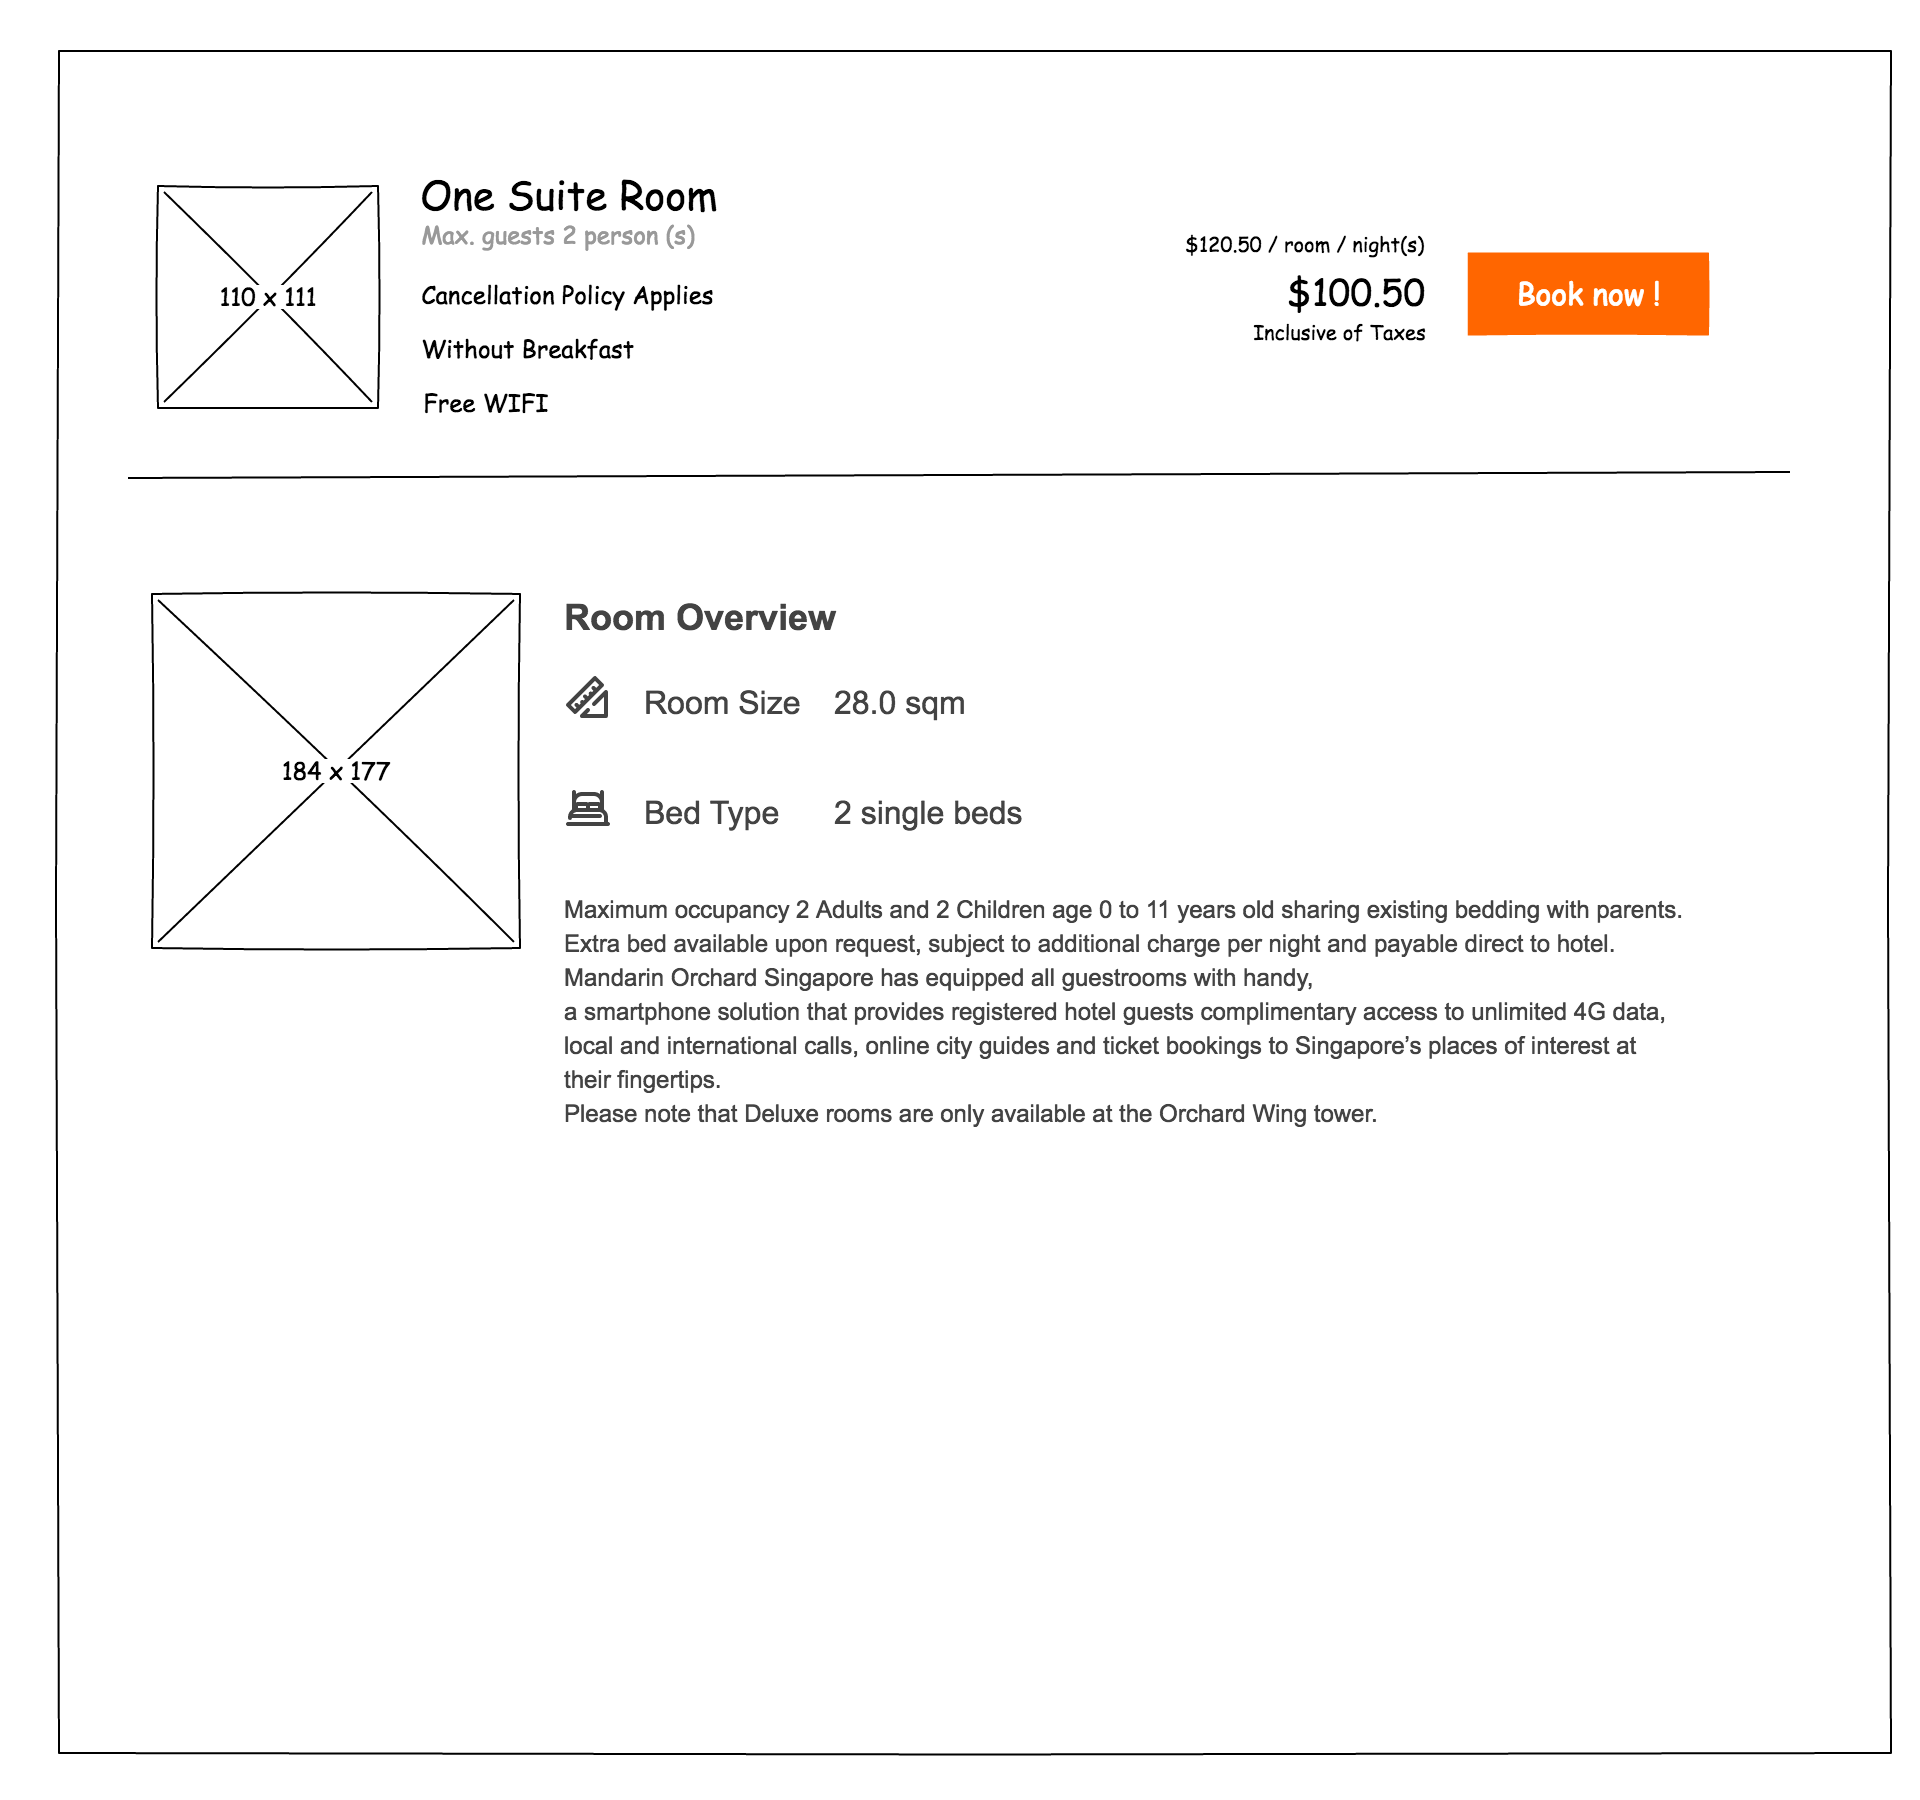 110 x 111
One Suite Room
Max. guests 2 person (s)
Cancellation Policy Applies
Without Breakfast
Free WIFI
$120.50 / room / night(s)
$100.50
Inclusive of Taxes
Book now !
184 x 177
Room Overview
Room Size 28.0 sqm
Bed Type 2 single beds
Maximum occupancy 2 Adults and 2 Children age 0 to 11 years old sharing existing bedding with parents.
Extra bed available upon request, subject to additional charge per night and payable direct to hotel.
Mandarin Orchard Singapore has equipped all guestrooms with handy,
a smartphone solution that provides registered hotel guests complimentary access to unlimited 4G data,
local and international calls, online city guides and ticket bookings to Singapore’s places of interest at
their fingertips.
Please note that Deluxe rooms are only available at the Orchard Wing tower.